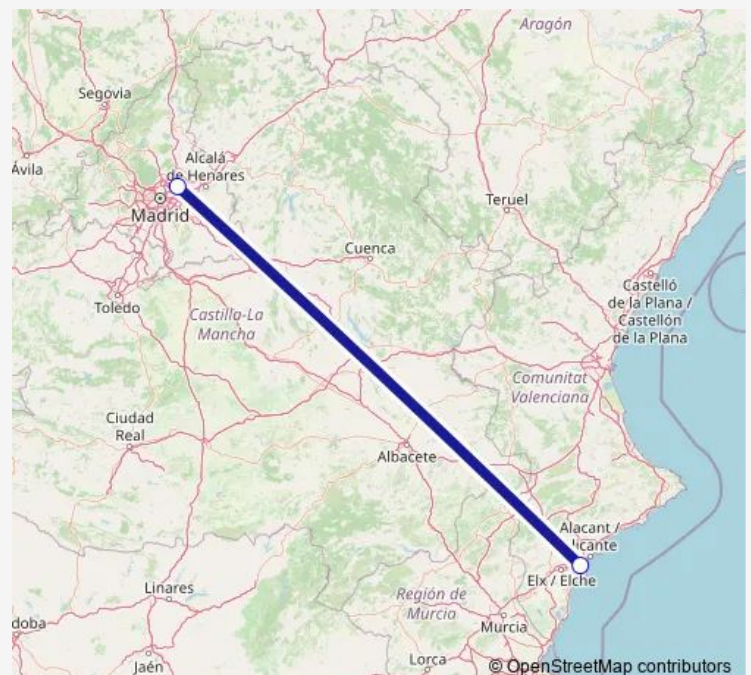 Aragón
Segovia
Ávila
Alcalá
de Henares
Madrid
Teruel
Cuenca
Toledo
Castilla-La
Mancha
Castelló
de la Plana /
Castellón
de la Plana
Comunitat
Valenciana
Ciudad
Real
Albacete
Alacant /
licante
Elx / Elche
Linares
Región de
Murcia
doba
Murcia
Jaén
Lorca
© OpenStreetMap contributors